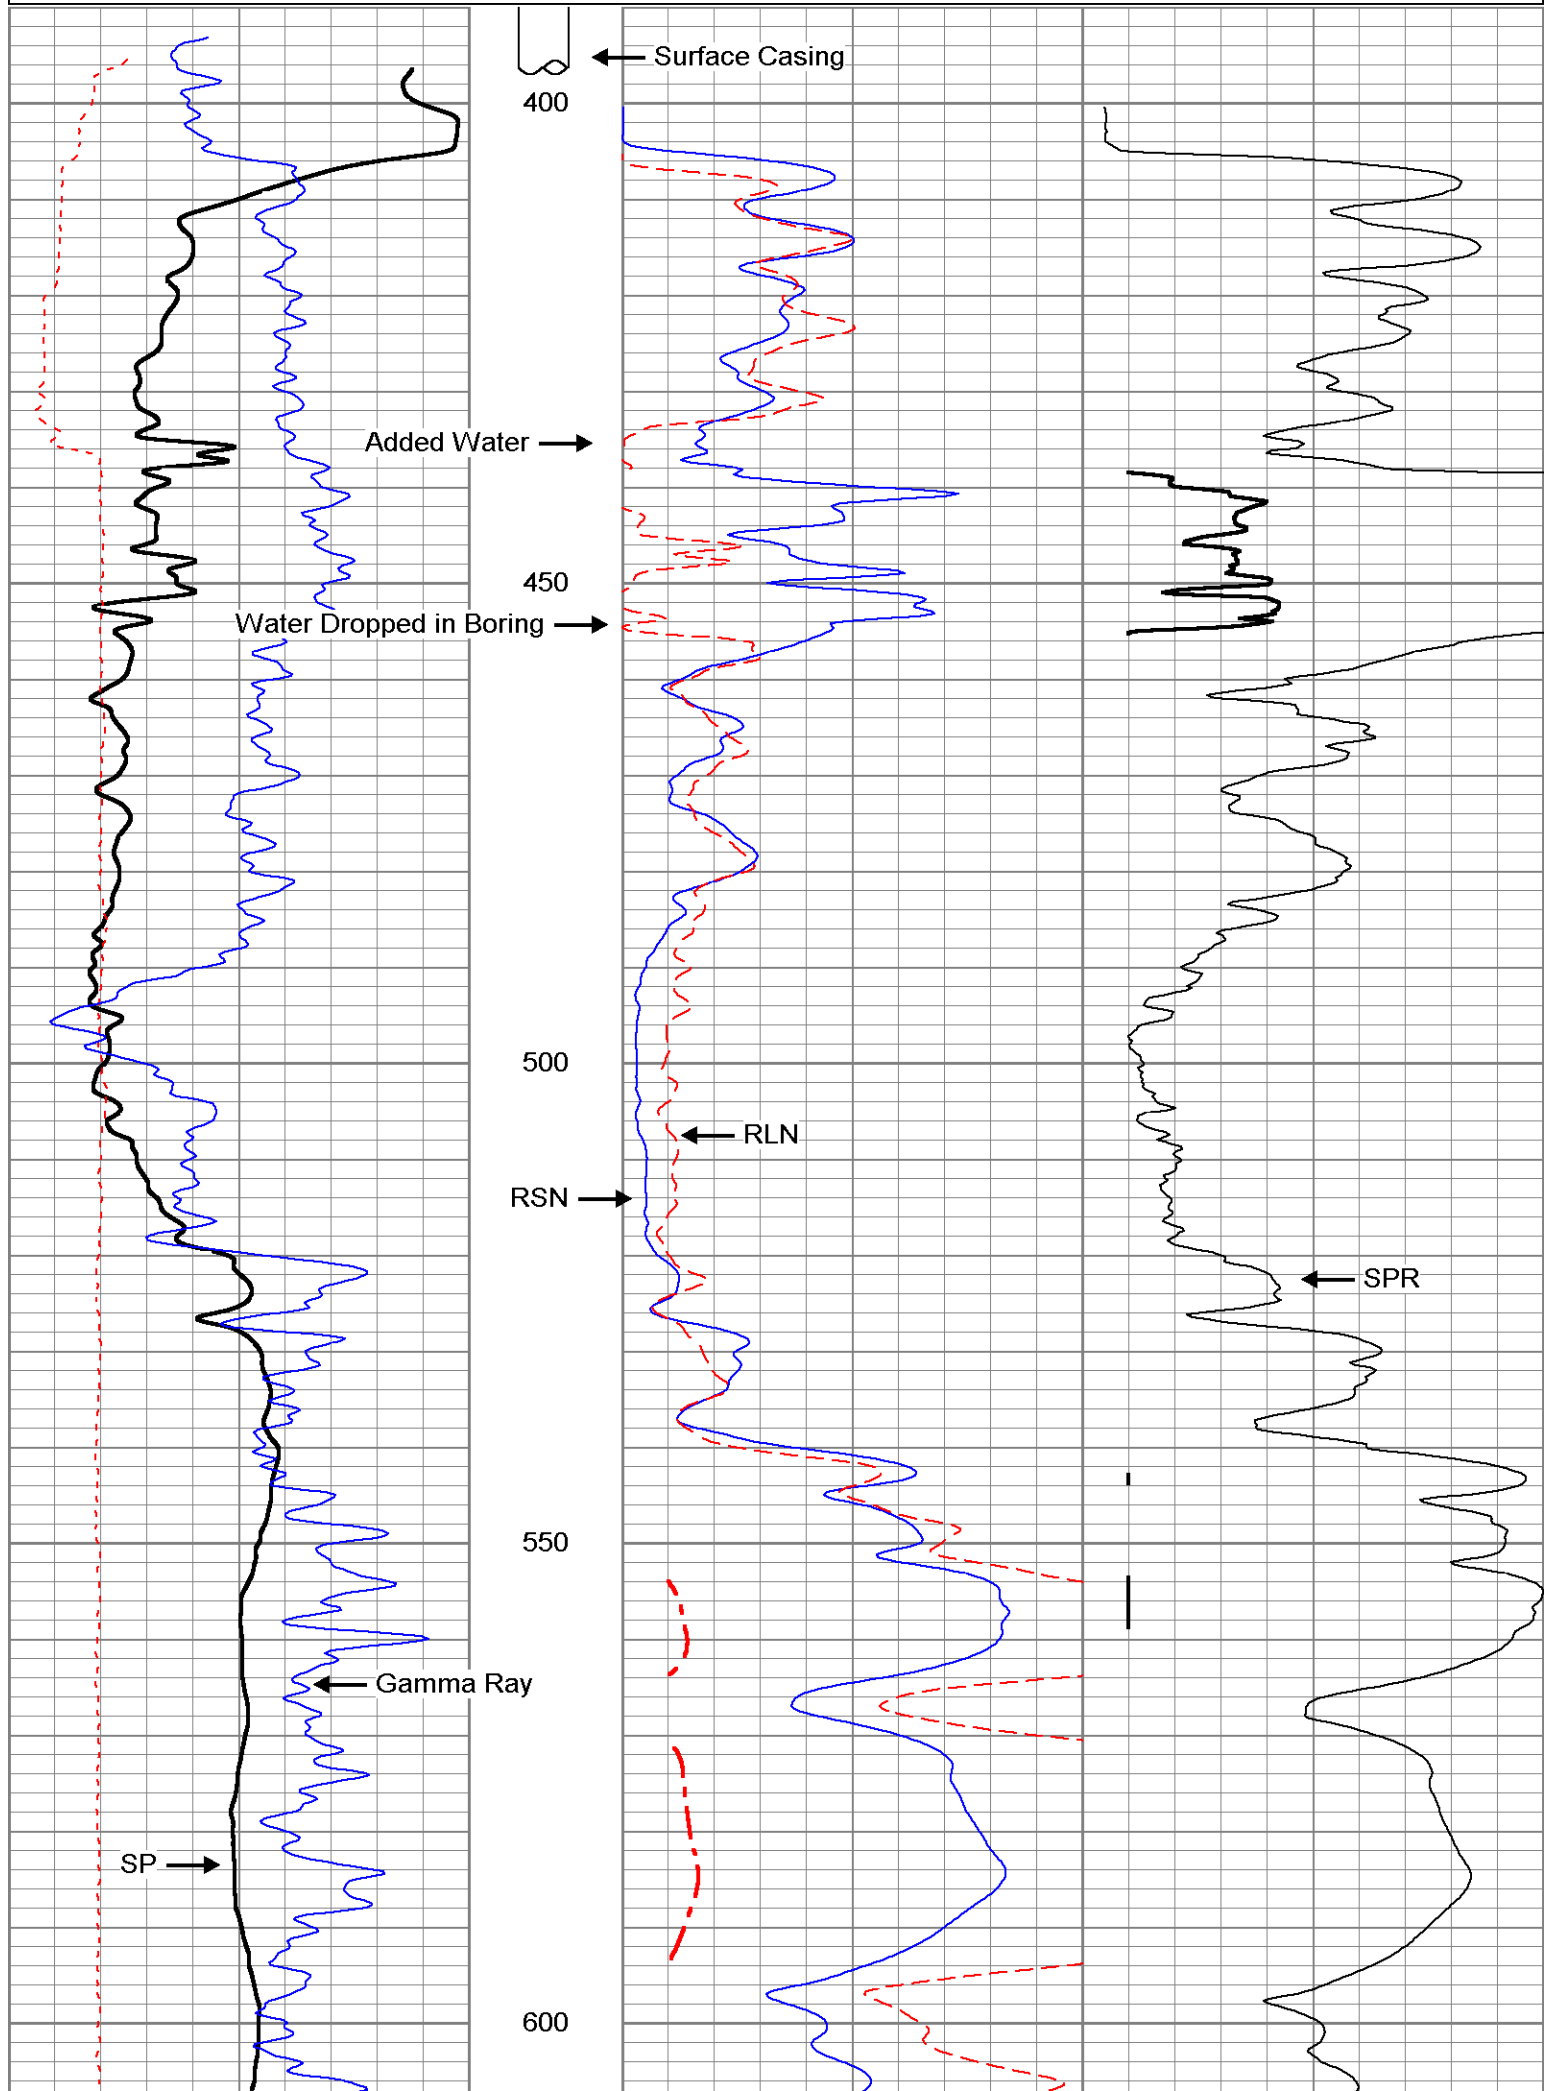 Surface Casing
400
Added Water
450
Water Dropped in Boring
500
RLN
RSN
SPR
550
Gamma Ray
SP
600